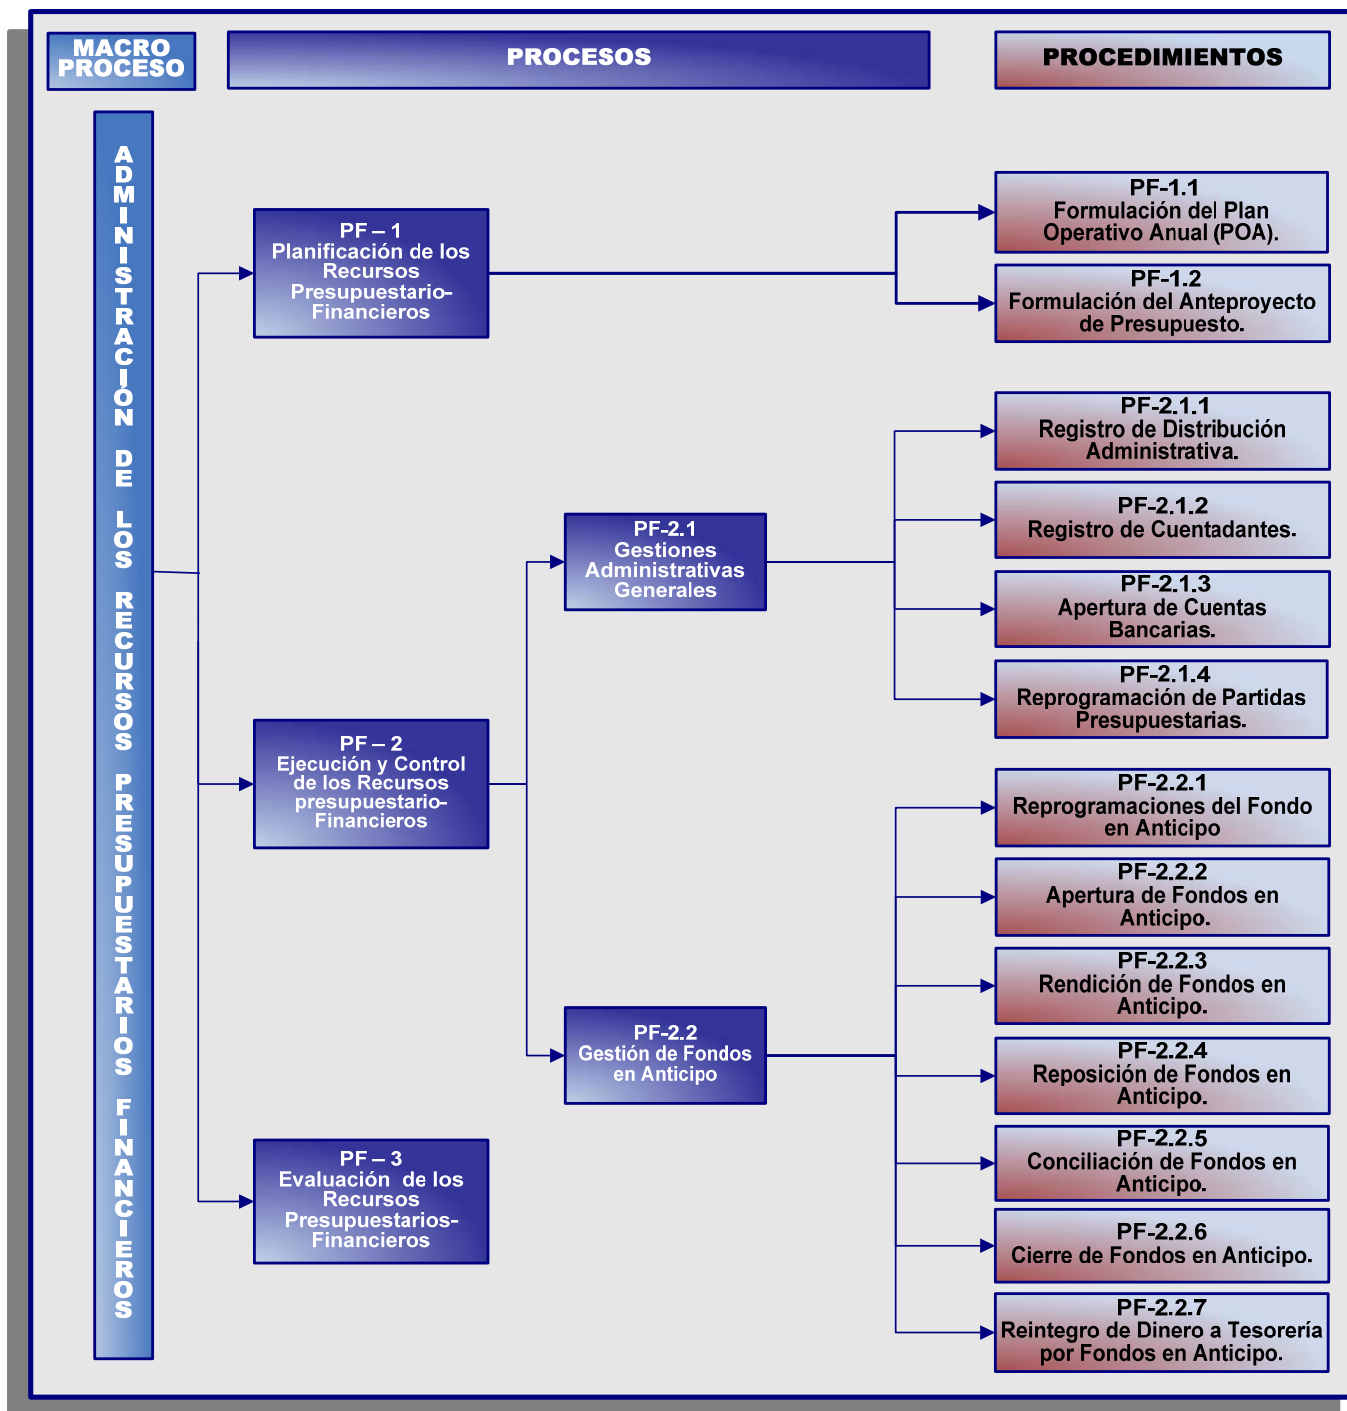 MACRO
PROCESO
PROCESOS
PROCEDIMIENTOS
ADMINISTRACIÓN DE LOS RECURSOS PRESUPUESTARIOS FINANCIEROS
PF – 1
Planificación de los
Recursos
Presupuestario-
Financieros
PF-1.1
Formulación del Plan
Operativo Anual (POA).
PF-1.2
Formulación del Anteproyecto
de Presupuesto.
PF – 2
Ejecución y Control
de los Recursos
presupuestario-
Financieros
PF-2.1
Gestiones
Administrativas
Generales
PF-2.1.1
Registro de Distribución
Administrativa.
PF-2.1.2
Registro de Cuentadantes.
PF-2.1.3
Apertura de Cuentas
Bancarias.
PF-2.1.4
Reprogramación de Partidas
Presupuestarias.
PF-2.2
Gestión de Fondos
en Anticipo
PF-2.2.1
Reprogramaciones del Fondo
en Anticipo
PF-2.2.2
Apertura de Fondos en
Anticipo.
PF-2.2.3
Rendición de Fondos en
Anticipo.
PF-2.2.4
Reposición de Fondos en
Anticipo.
PF-2.2.5
Conciliación de Fondos en
Anticipo.
PF-2.2.6
Cierre de Fondos en Anticipo.
PF-2.2.7
Reintegro de Dinero a Tesorería
por Fondos en Anticipo.
PF – 3
Evaluación de los
Recursos
Presupuestarios-
Financieros